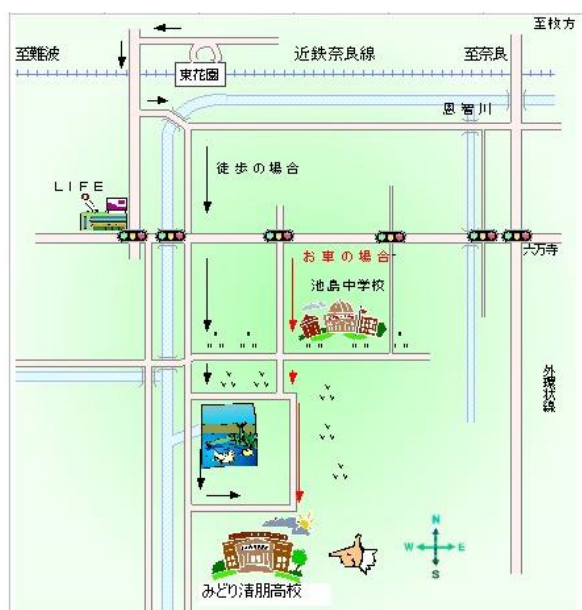 至枚方
至難波
近鉄奈良線
至奈良
東花園
恩智川
徒歩の場合
LIFE
六万寺
お車の場合
池島中学校
外環状線
N
W E
S
みどり清朋高校